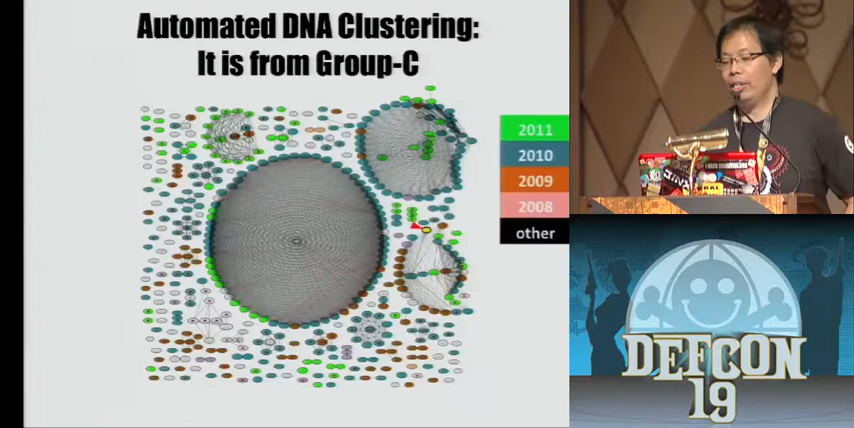 Automated DNA Clustering:
It is from Group-C
2011
2010
2009
2008
other
DEFCON
19